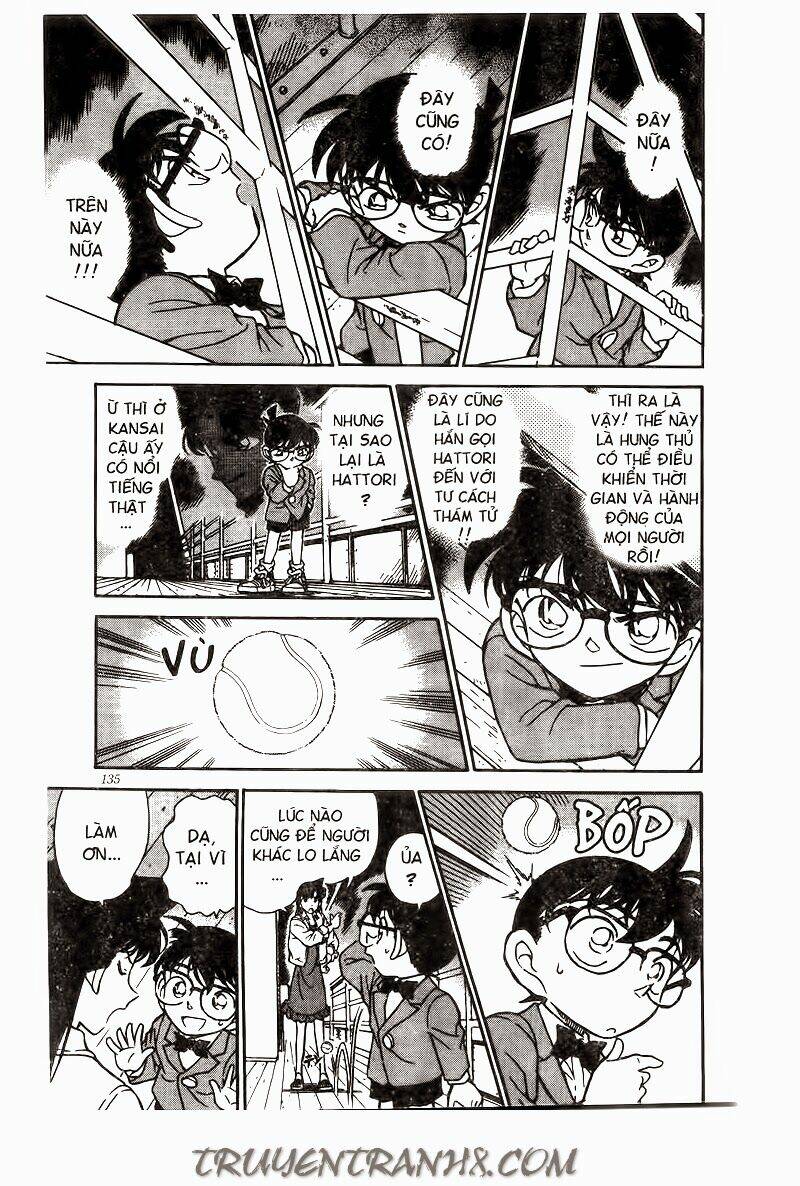 ĐÂY
NỮA
!
ĐÂY
CŨNG
CÓ!
TRÊN
NÀY
NỮA
!!!
THÌ RA LÀ
VẬY! THẾ NÀY
LÀ HUNG THỦ
CÓ THỂ ĐIỀU
KHIỂN THỜI
GIAN VÀ HÀNH
ĐỘNG CỦA
MỌI NGƯỜI
RỒI!
ĐÂY CŨNG
LÀ LÍ DO
HẮN GỌI
HATTORI
ĐẾN VỚI
TƯ CÁCH
THÁM TỬ
!!
NHƯNG
TẠI SAO
LẠI LÀ
HATTORI
?
Ừ THÌ Ở
KANSAI
CẬU ẤY
CÓ NỔI
TIẾNG
THẬT
...
VÙ
135
BỐP
ỦA
?
LÚC NÀO
CŨNG ĐỂ NGƯỜI
KHÁC LO LẮNG
...
DẠ,
TẠI VÌ
...
LÀM
ƠN...
TRUYENTRANH8.COM